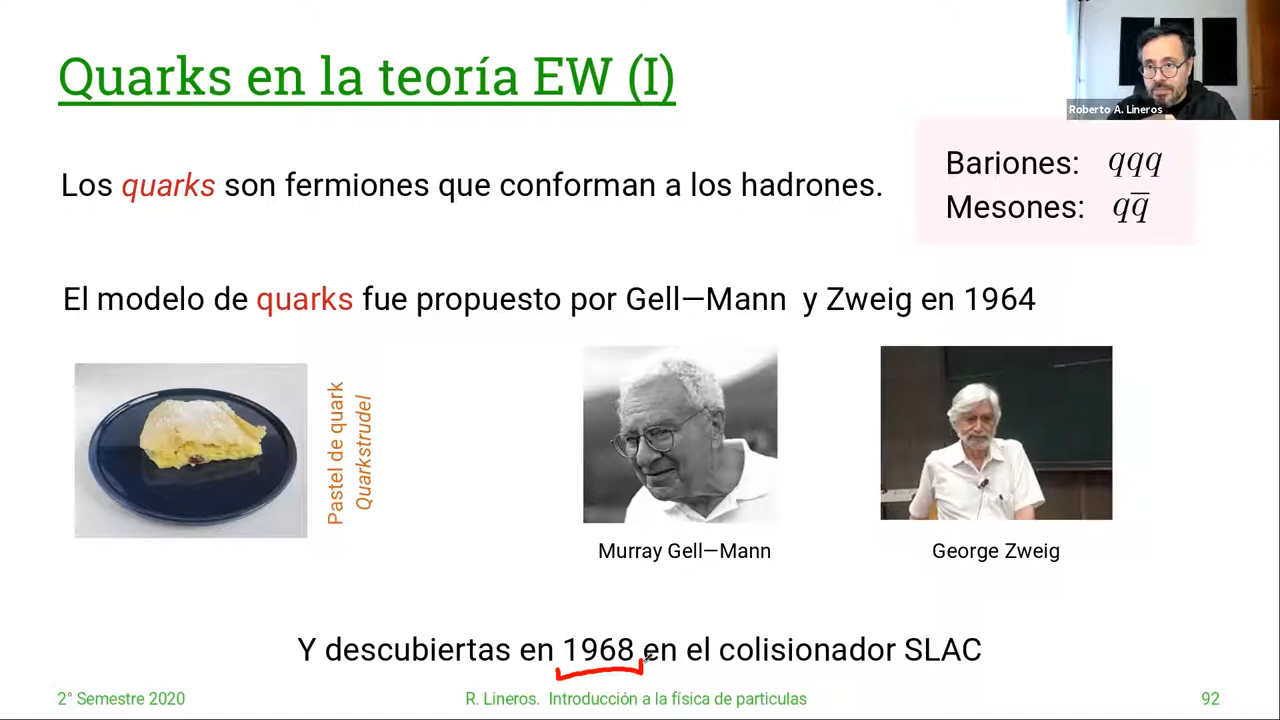 Quarks en la teoría EW (I)
Roberto A. Lineros
Los quarks son fermiones que conforman a los hadrones.
Bariones: qqq
Mesones: qq̅
El modelo de quarks fue propuesto por Gell—Mann y Zweig en 1964
Pastel de quark
Quarkstrudel
Murray Gell—Mann
George Zweig
Y descubiertas en 1968 en el colisionador SLAC
2° Semestre 2020
R. Lineros. Introducción a la física de particulas
92